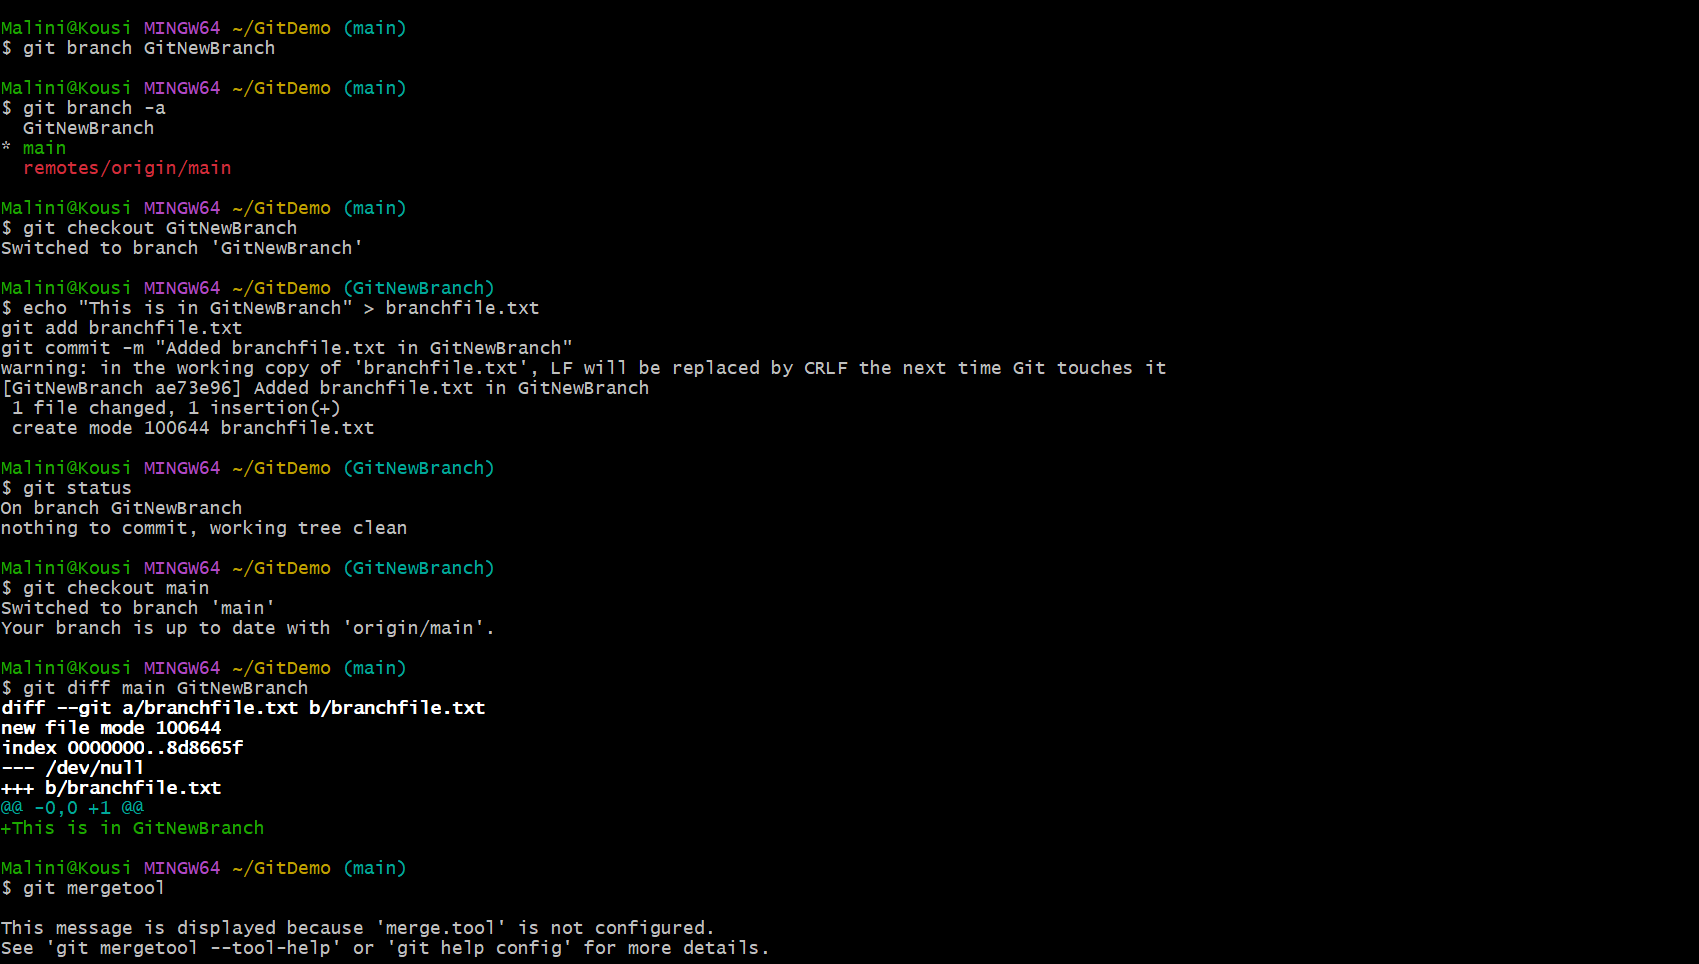 Malini@Kousi MINGW64 ~/GitDemo (main)
$ git branch GitNewBranch
Malini@Kousi MINGW64 ~/GitDemo (main)
$ git branch -a
  GitNewBranch
* main
  remotes/origin/main
Malini@Kousi MINGW64 ~/GitDemo (main)
$ git checkout GitNewBranch
Switched to branch 'GitNewBranch'
Malini@Kousi MINGW64 ~/GitDemo (GitNewBranch)
$ echo "This is in GitNewBranch" > branchfile.txt
git add branchfile.txt
git commit -m "Added branchfile.txt in GitNewBranch"
warning: in the working copy of 'branchfile.txt', LF will be replaced by CRLF the next time Git touches it
[GitNewBranch ae73e96] Added branchfile.txt in GitNewBranch
 1 file changed, 1 insertion(+)
 create mode 100644 branchfile.txt
Malini@Kousi MINGW64 ~/GitDemo (GitNewBranch)
$ git status
On branch GitNewBranch
nothing to commit, working tree clean
Malini@Kousi MINGW64 ~/GitDemo (GitNewBranch)
$ git checkout main
Switched to branch 'main'
Your branch is up to date with 'origin/main'.
Malini@Kousi MINGW64 ~/GitDemo (main)
$ git diff main GitNewBranch
diff --git a/branchfile.txt b/branchfile.txt
new file mode 100644
index 0000000..8d8665f
--- /dev/null
+++ b/branchfile.txt
@@ -0,0 +1 @@
+This is in GitNewBranch
Malini@Kousi MINGW64 ~/GitDemo (main)
$ git mergetool
This message is displayed because 'merge.tool' is not configured.
See 'git mergetool --tool-help' or 'git help config' for more details.